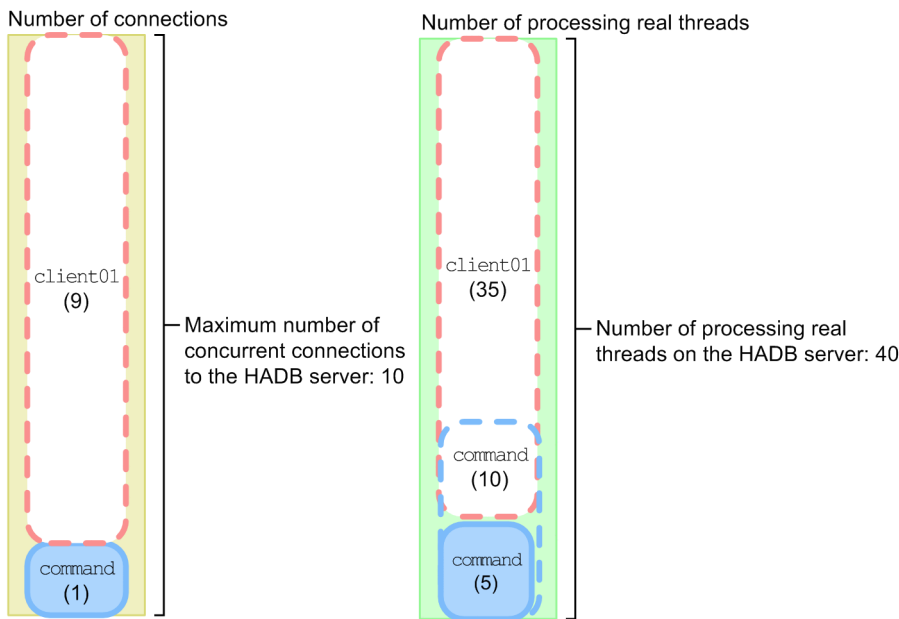 Number of connections
client01
(9)
command
(1)
Maximum number of
concurrent connections
to the HADB server: 10
Number of processing real threads
client01
(35)
command
(10)
command
(5)
Number of processing real
threads on the HADB server: 40